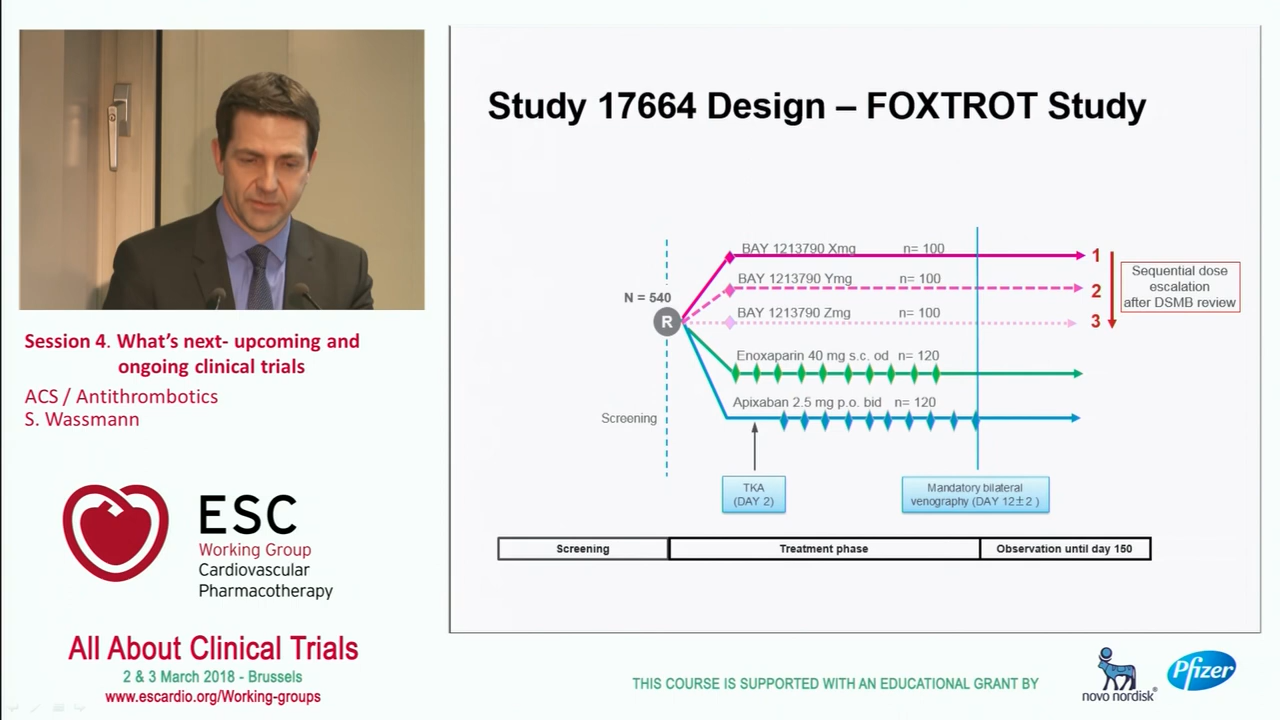 Study 17664 Design – FOXTROT Study
BAY 1213790 Xmg n= 100
BAY 1213790 Ymg n= 100
BAY 1213790 Zmg n= 100
Enoxaparin 40 mg s.c. od n= 120
Apixaban 2.5 mg p.o. bid n= 120
N = 540
R
Screening
1
2
3
Sequential dose
escalation
after DSMB review
TKA
(DAY 2)
Mandatory bilateral
venography (DAY 12±2 )
Screening
Treatment phase
Observation until day 150
Session 4. What's next- upcoming and
ongoing clinical trials
ACS / Antithrombotics
S. Wassmann
ESC
Working Group
Cardiovascular
Pharmacotherapy
All About Clinical Trials
2 & 3 March 2018 - Brussels
www.escardio.org/Working-groups
THIS COURSE IS SUPPORTED WITH AN EDUCATIONAL GRANT BY
novo nordisk®
Pfizer